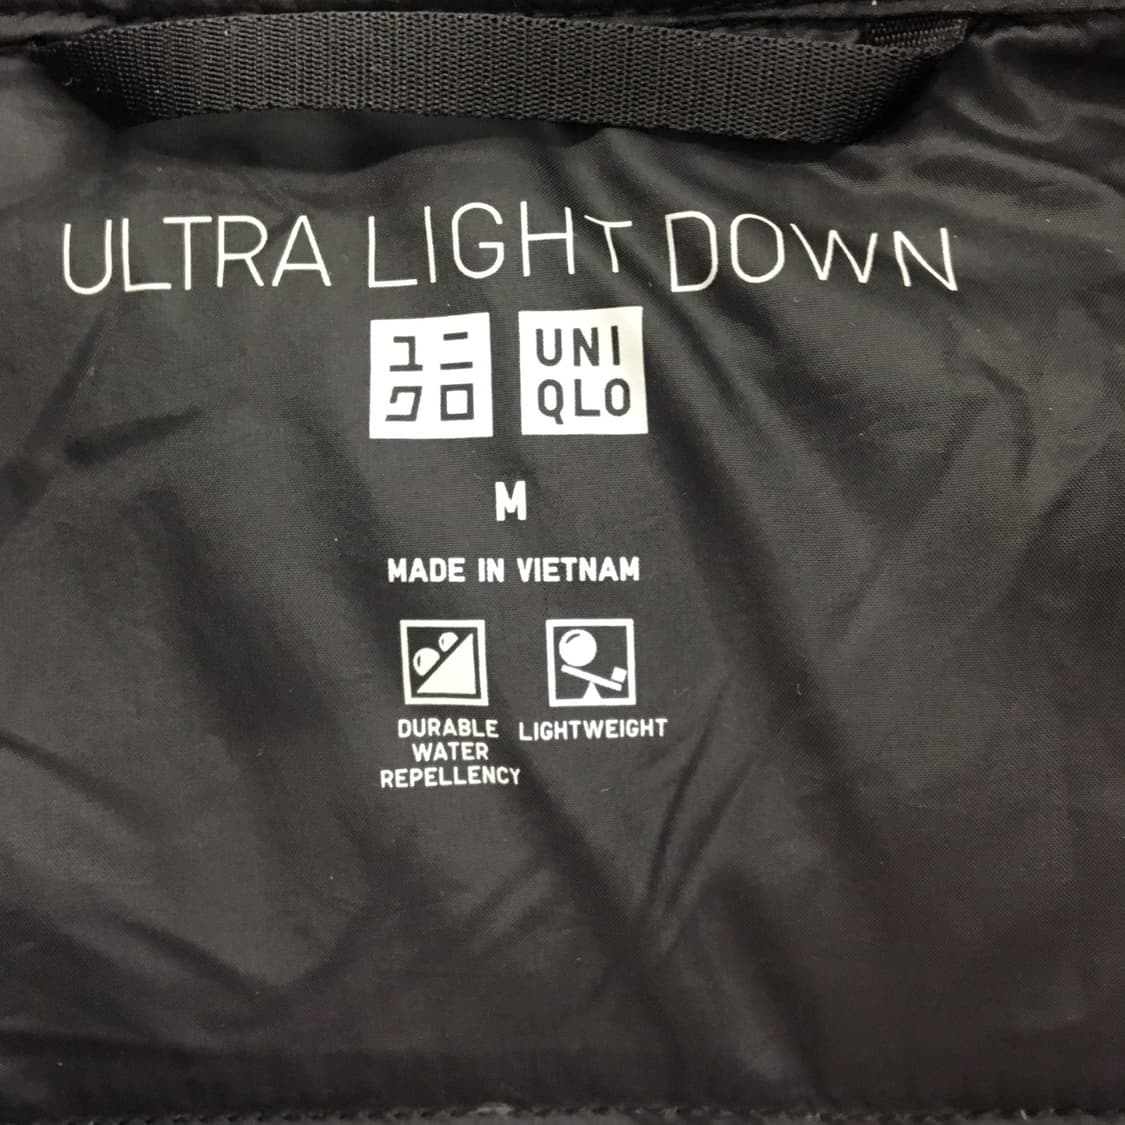 ULTRA LIGHT DOWN
ユニ
クロ
UNI
QLO
M
MADE IN VIETNAM
DURABLE
WATER
REPELLENCY
LIGHTWEIGHT